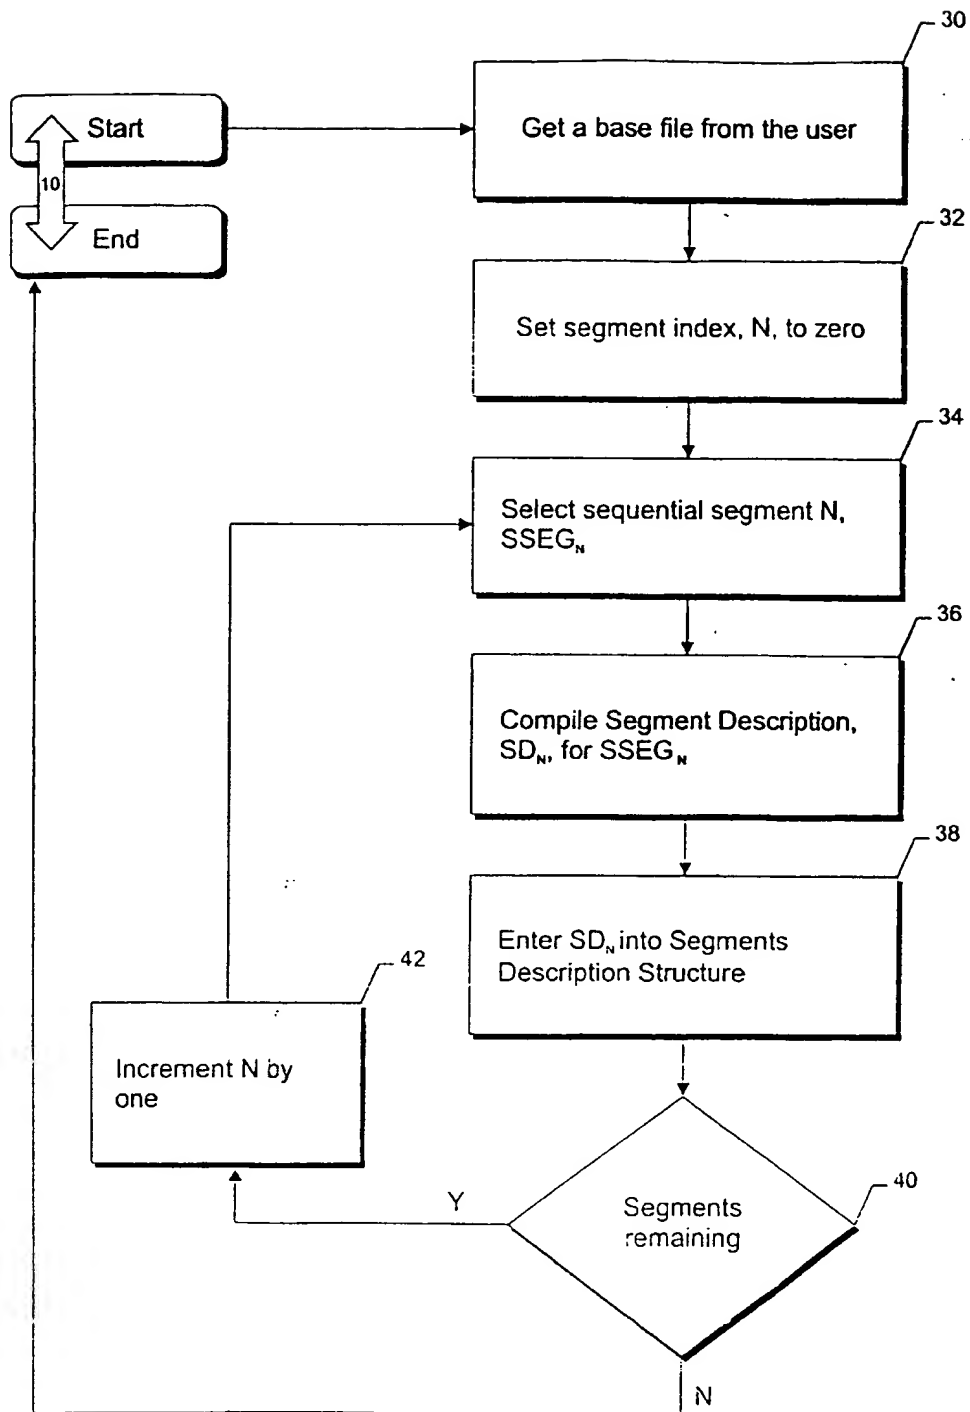 30
Start
Get a base file from the user
10
End
32
Set segment index, N, to zero
34
Select sequential segment N,
SSEG_N
36
Compile Segment Description,
SD_N, for SSEG_N
38
Enter SD_N into Segments
Description Structure
42
Increment N by
one
40
Segments
remaining
Y
N